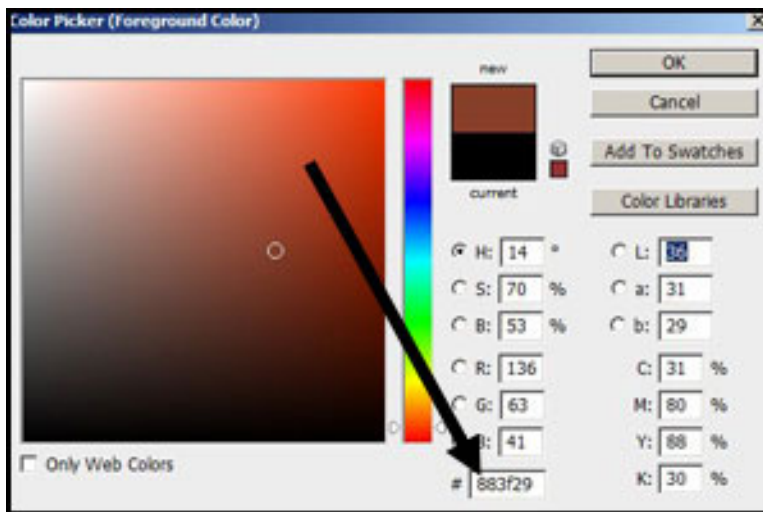 Color Picker (Foreground Color)
new
OK
Cancel
Add To Swatches
current
Color Libraries
H: 14 °
L: 36
S: 70 %
a: 31
B: 53 %
b: 29
R: 136
C: 31 %
G: 63
M: 80 %
B: 41
Y: 88 %
Only Web Colors
# 883f29
K: 30 %